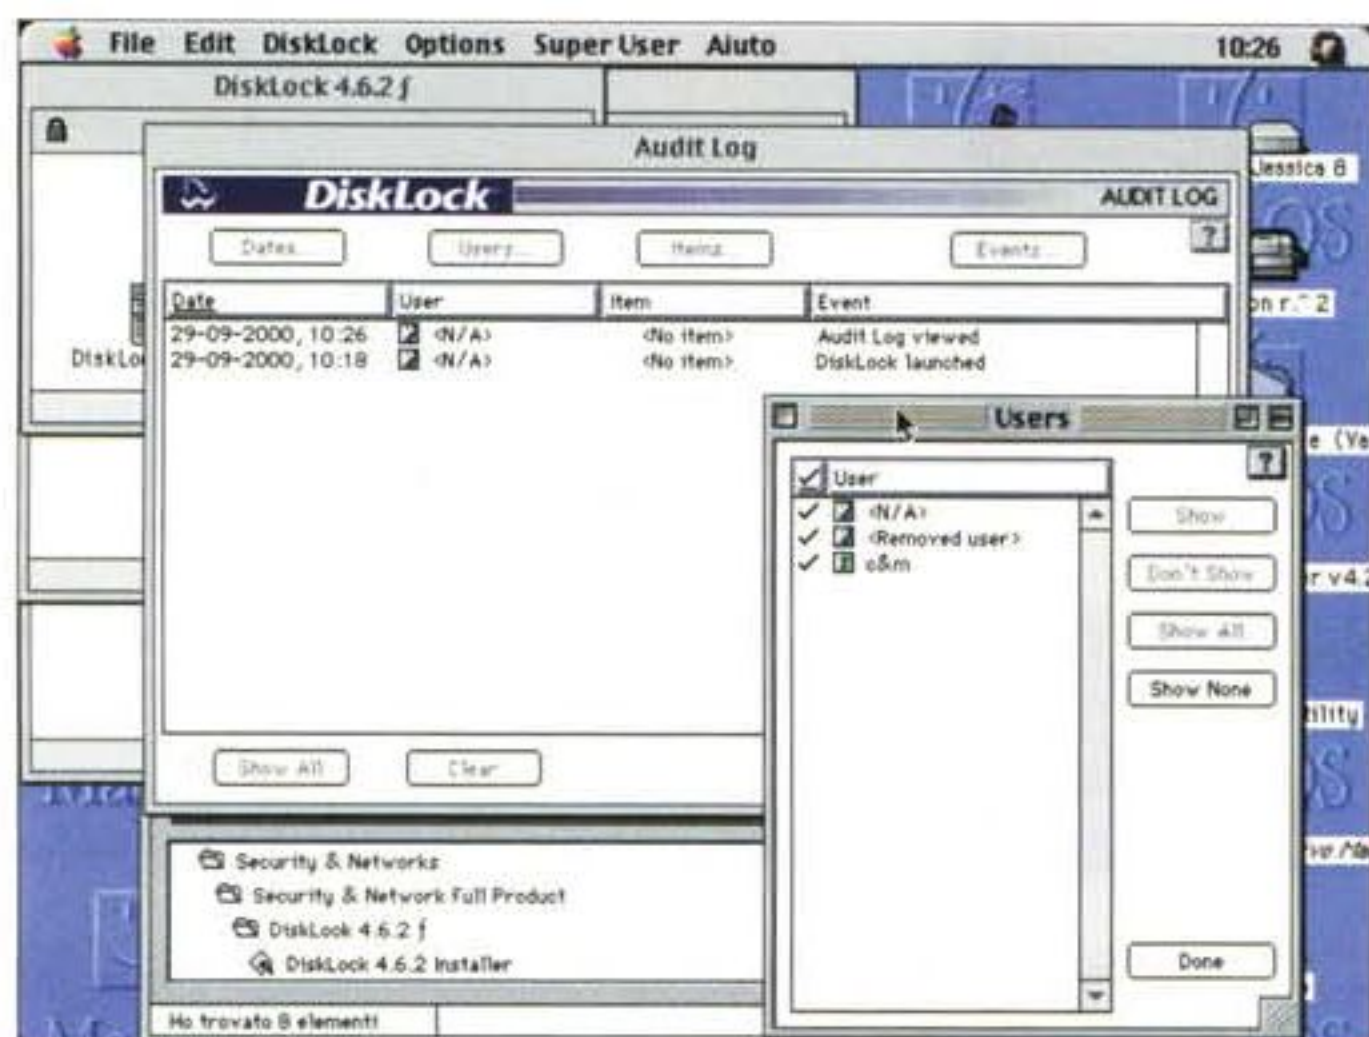 File Edit DiskLock Options Super User Aiuto 10:26
DiskLock 4.6.2 ƒ
Audit Log
Jessica 8
DiskLock AUDIT LOG
Dates... Users... Items... Events... ?
Date User Item Event
29-09-2000, 10:26 <N/A> <No item> Audit Log viewed
29-09-2000, 10:18 <N/A> <No item> DiskLock launched
Users
?
User
<N/A>
<Removed user>
c&m
Show
Don't Show
Show All
Show None
Done
Show All Clear
Security & Networks
Security & Network Full Product
DiskLock 4.6.2 ƒ
DiskLock 4.6.2 Installer
Ho trovato 8 elementi